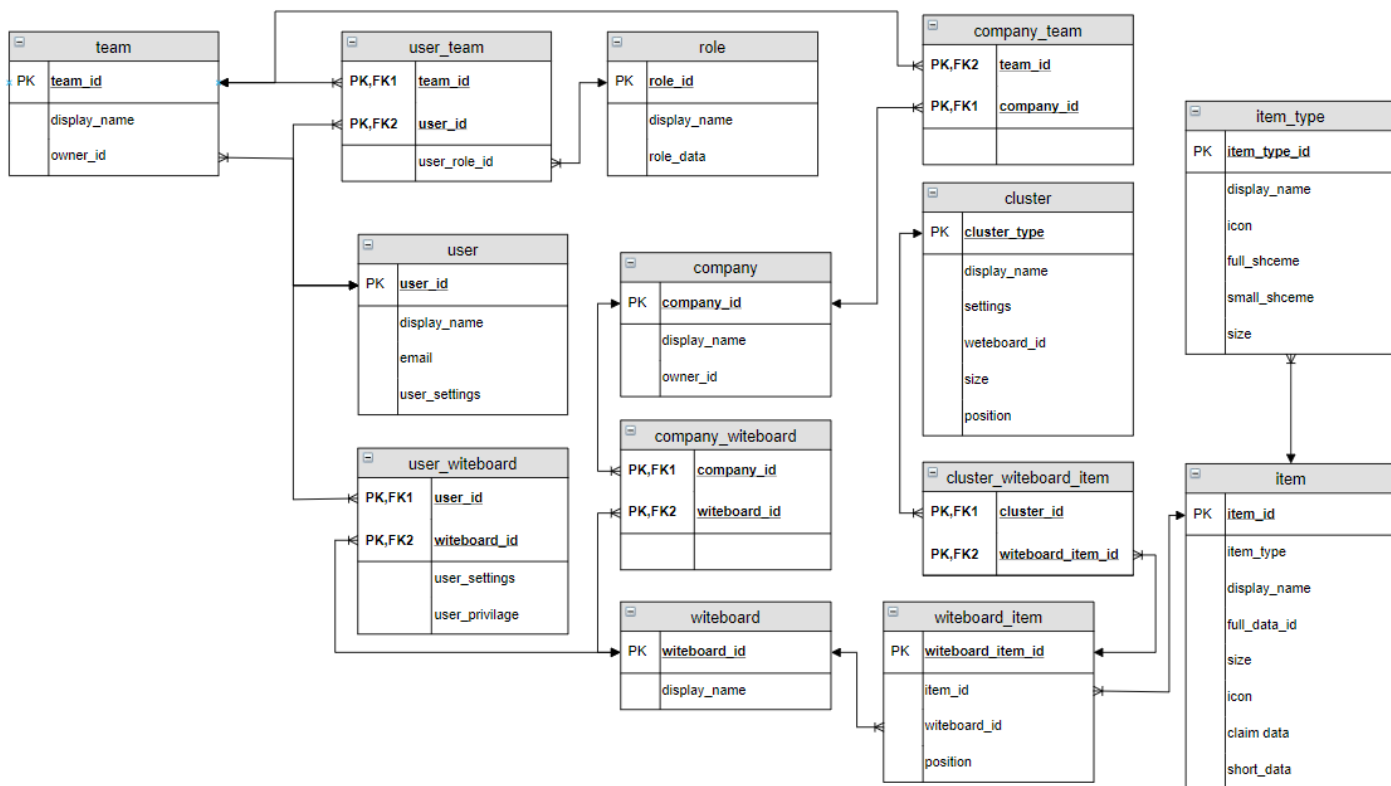 team
PK team_id
display_name
owner_id
user_team
PK,FK1 team_id
PK,FK2 user_id
user_role_id
role
PK role_id
display_name
role_data
company_team
PK,FK2 team_id
PK,FK1 company_id
item_type
PK item_type_id
display_name
icon
full_shceme
small_shceme
size
cluster
PK cluster_type
display_name
settings
weteboard_id
size
position
user
PK user_id
display_name
email
user_settings
company
PK company_id
display_name
owner_id
user_witeboard
PK,FK1 user_id
PK,FK2 witeboard_id
user_settings
user_privilage
company_witeboard
PK,FK1 company_id
PK,FK2 witeboard_id
cluster_witeboard_item
PK,FK1 cluster_id
PK,FK2 witeboard_item_id
item
PK item_id
item_type
display_name
full_data_id
size
icon
claim data
short_data
witeboard
PK witeboard_id
display_name
witeboard_item
PK witeboard_item_id
item_id
witeboard_id
position